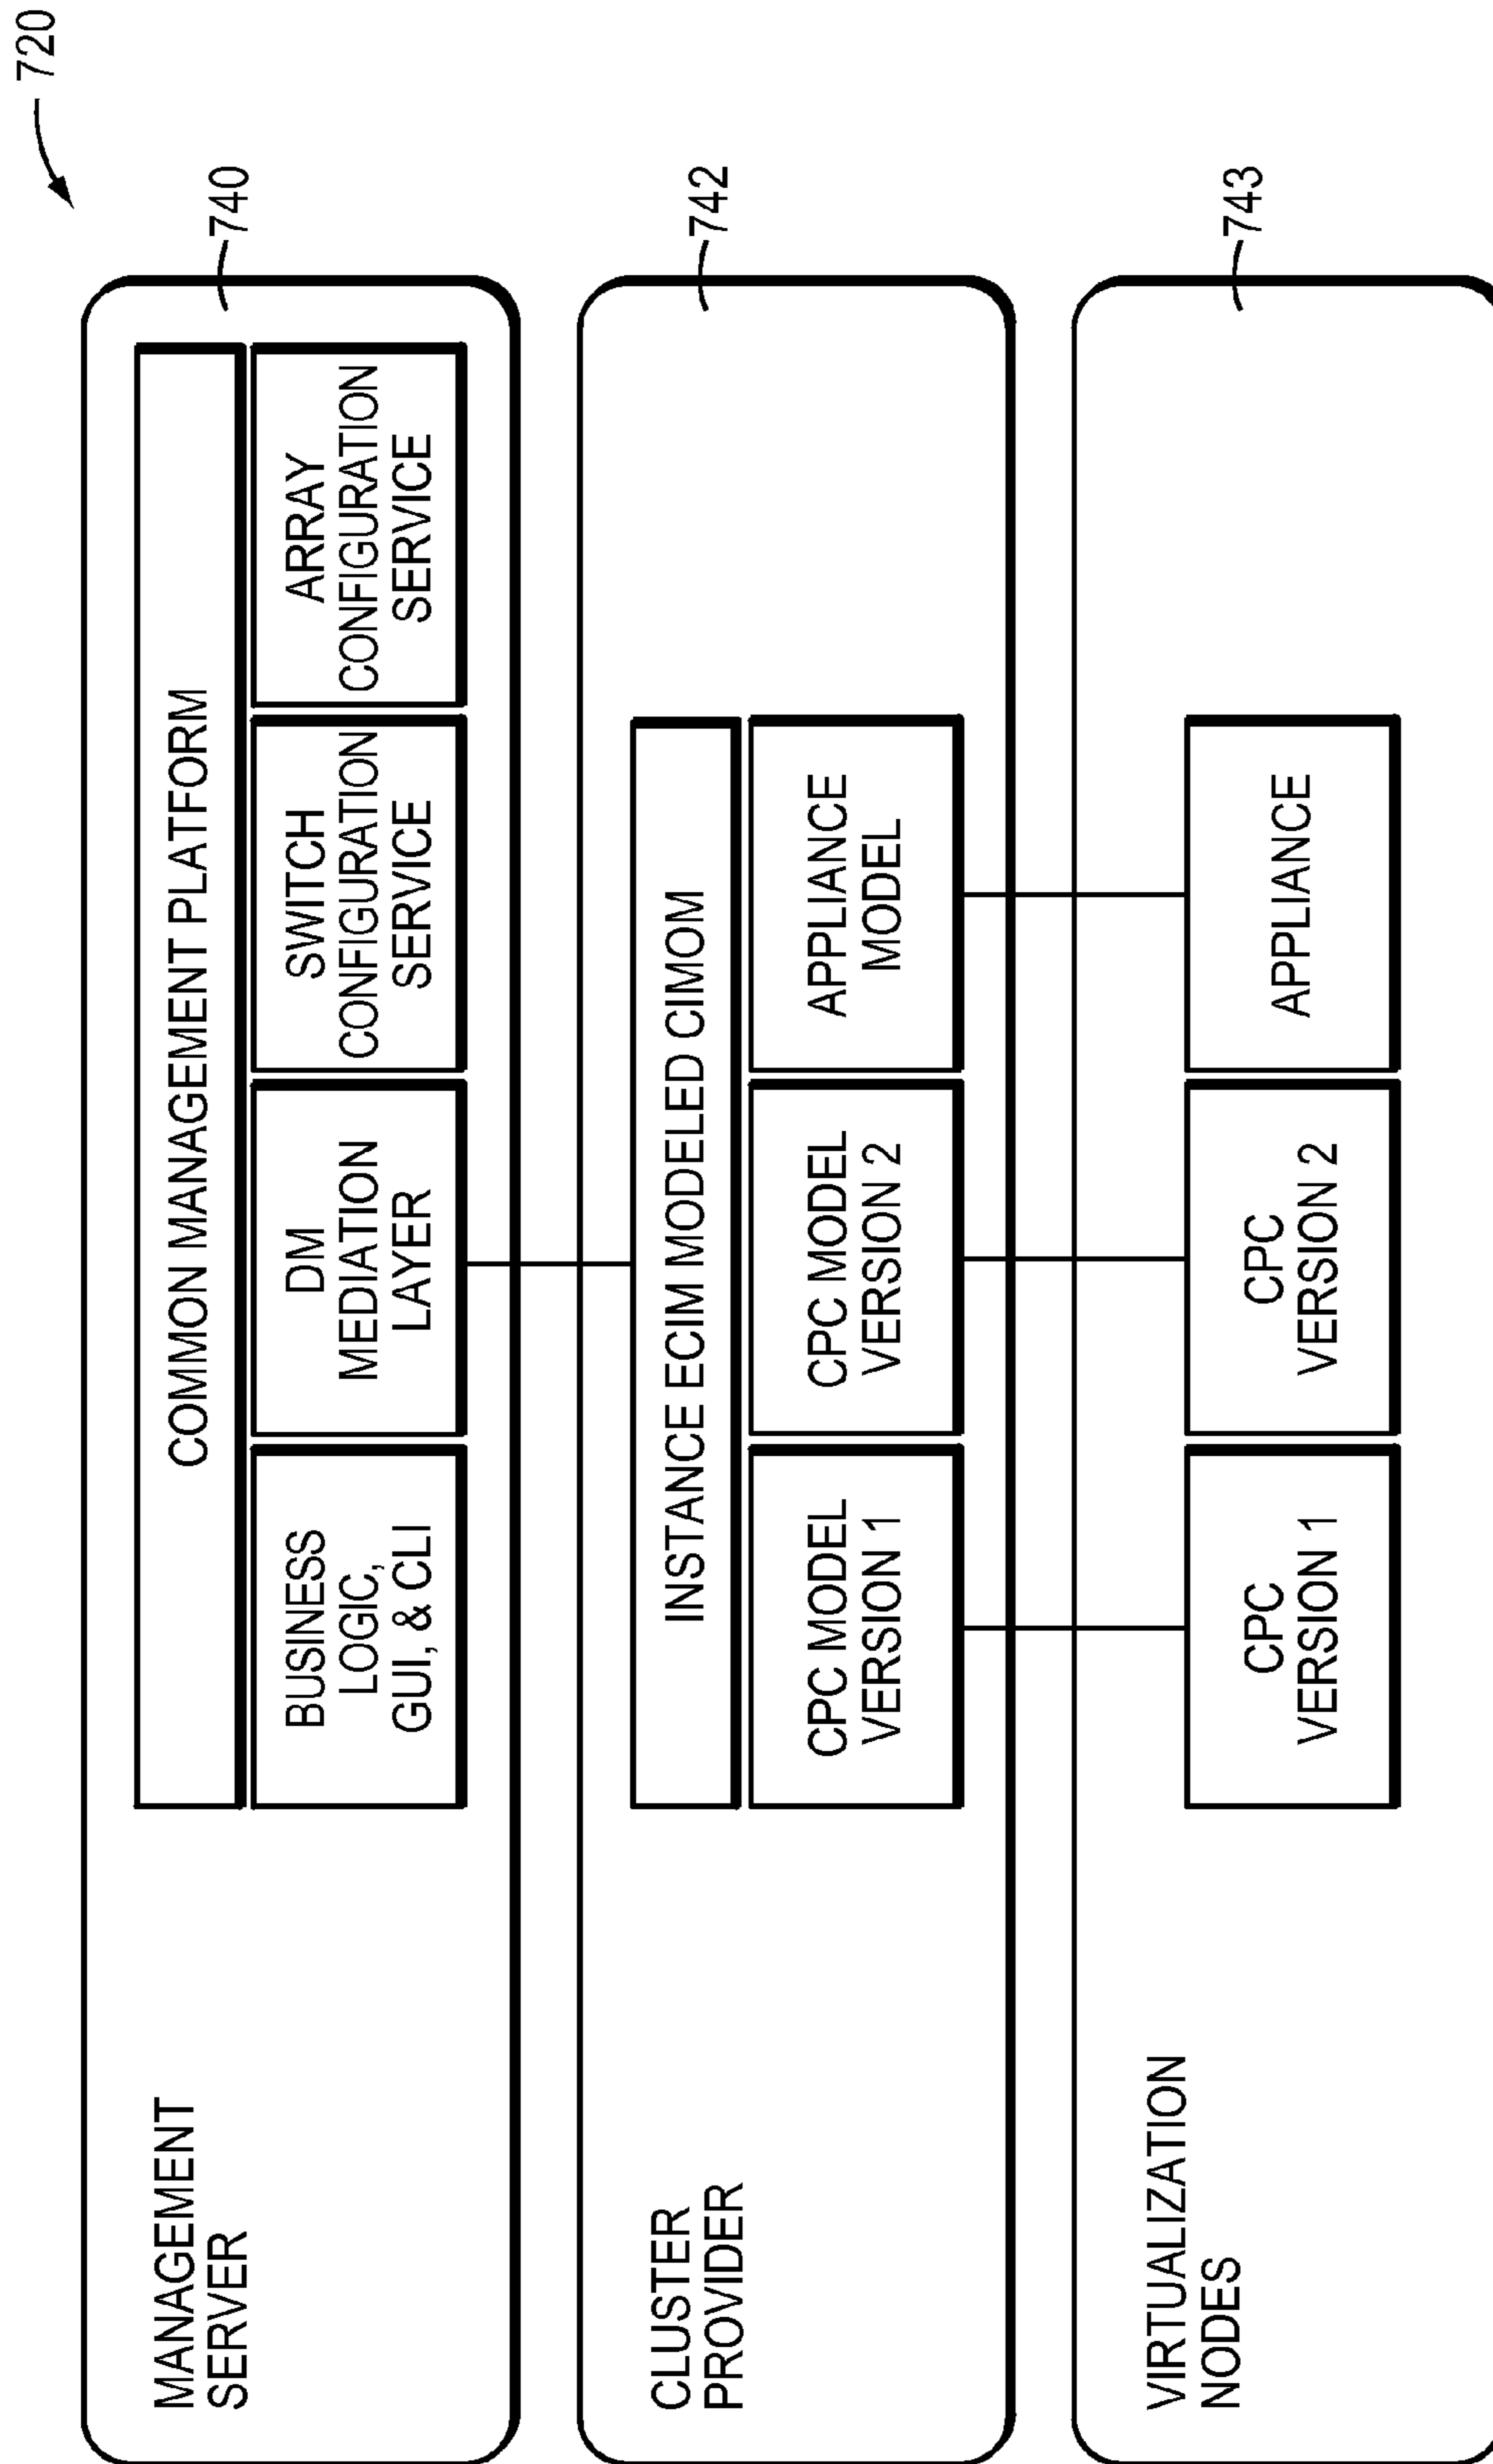 720
MANAGEMENT
SERVER
740
COMMON MANAGEMENT PLATFORM
BUSINESS
LOGIC,
GUI, & CLI
DM
MEDIATION
LAYER
SWITCH
CONFIGURATION
SERVICE
ARRAY
CONFIGURATION
SERVICE
CLUSTER
PROVIDER
742
INSTANCE ECIM MODELED CIMOM
CPC MODEL
VERSION 1
CPC MODEL
VERSION 2
APPLIANCE
MODEL
VIRTUALIZATION
NODES
743
CPC
VERSION 1
CPC
VERSION 2
APPLIANCE